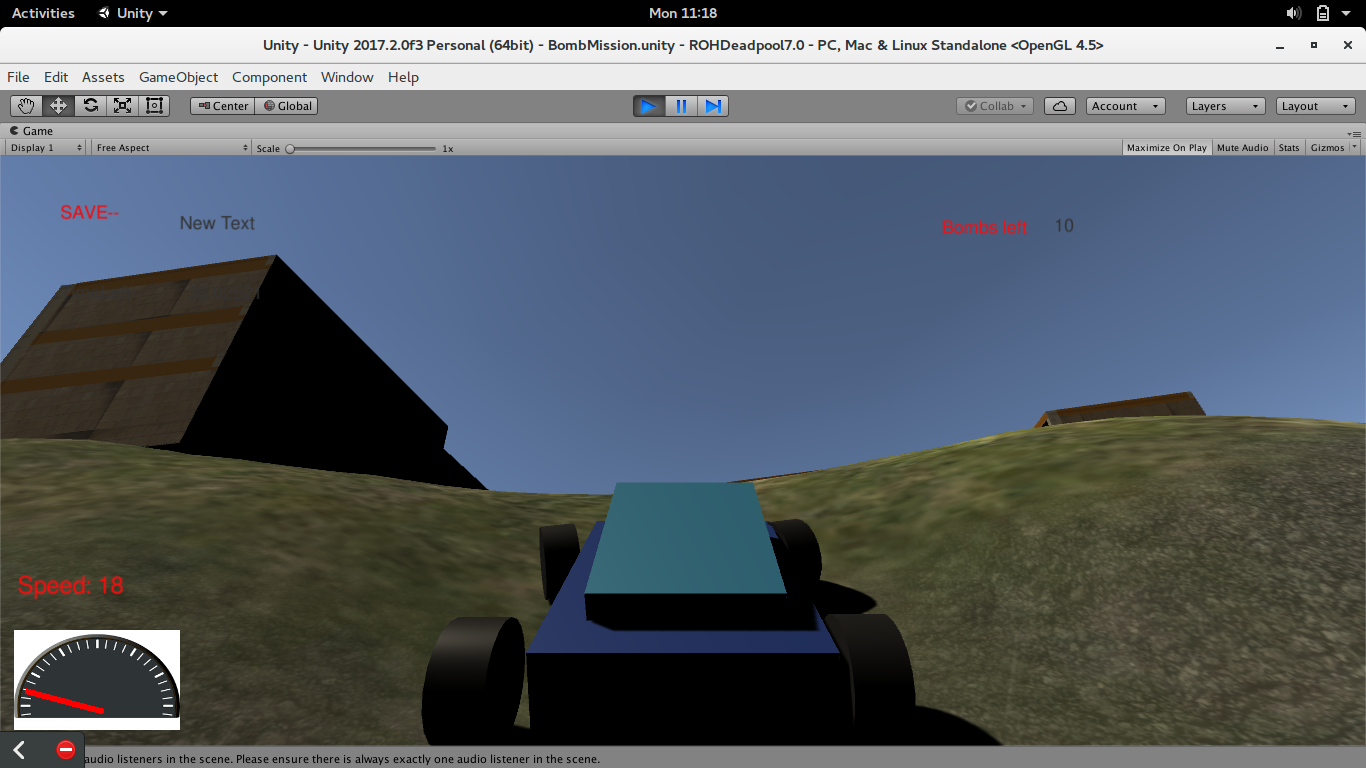 Activities Unity Mon 11:18
Unity - Unity 2017.2.0f3 Personal (64bit) - BombMission.unity - ROHDeadpool7.0 - PC, Mac & Linux Standalone <OpenGL 4.5>
File Edit Assets GameObject Component Window Help
Center Global Collab Account Layers Layout
Game
Display 1 Free Aspect Scale 1x Maximize On Play Mute Audio Stats Gizmos
SAVE-- New Text Bombs left 10
Speed: 18
audio listeners in the scene. Please ensure there is always exactly one audio listener in the scene.